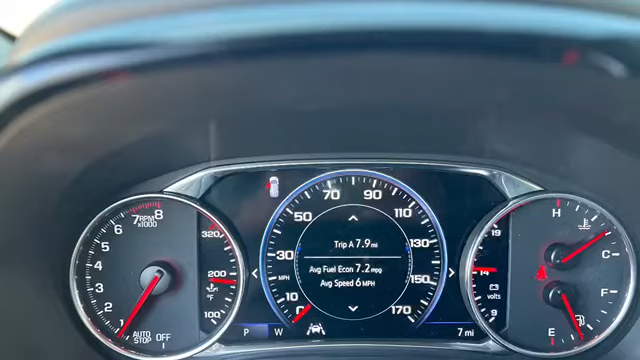 7 RPM 8
x1000
6
5
4
3
2
1
AUTO
STOP
OFF
320
200
°F
100
P W
10
30
50
70
90
110
130
150
170
MPH
Trip A 7.9 mi
Avg Fuel Econ 7.2 mpg
Avg Speed 6 MPH
7 mi
19
14
volts
9
H
C
F
E